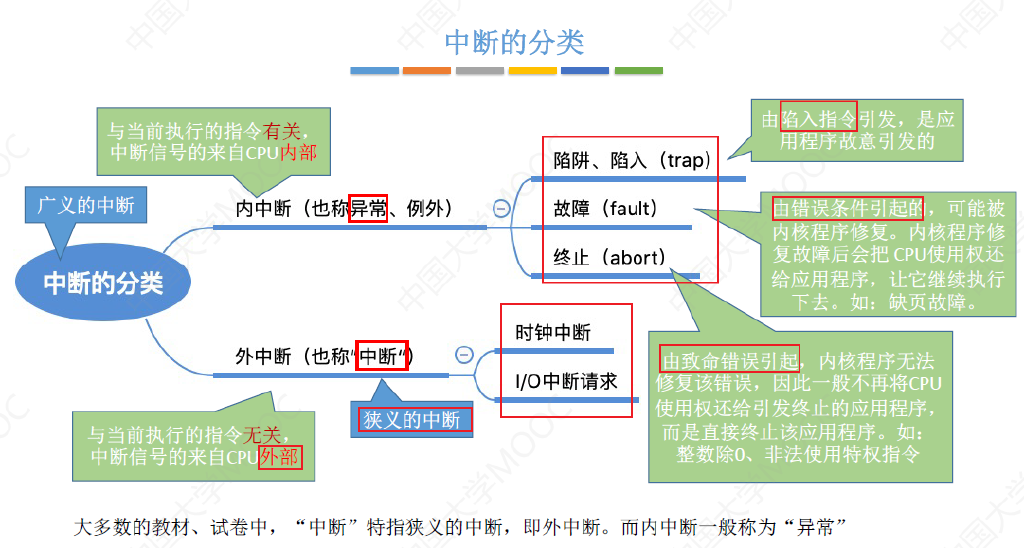 中断的分类
与当前执行的指令有关，
中断信号的来自CPU内部
由陷入指令引发，是应
用程序故意引发的
广义的中断
中断的分类
内中断（也称异常、例外）
陷阱、陷入（trap）
故障（fault）
终止（abort）
由错误条件引起的，可能被
内核程序修复。内核程序修
复故障后会把 CPU使用权还
给应用程序，让它继续执行
下去。如：缺页故障。
外中断（也称“中断“）
时钟中断
I/O中断请求
狭义的中断
与当前执行的指令无关，
中断信号的来自CPU外部
由致命错误引起，内核程序无法
修复该错误，因此一般不再将CPU
使用权还给引发终止的应用程序，
而是直接终止该应用程序。如：
整数除0、非法使用特权指令
大多数的教材、试卷中，“中断”特指狭义的中断，即外中断。而内中断一般称为“异常”
中国大学MOOC